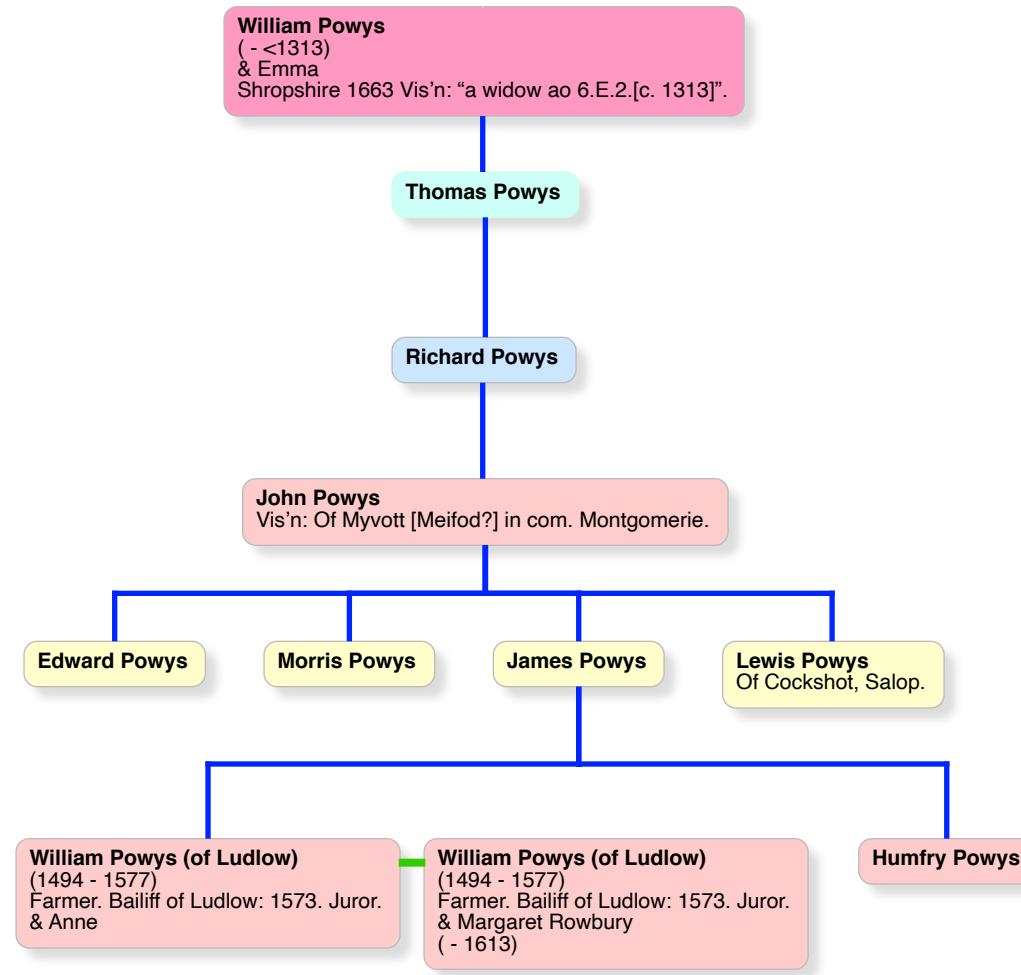 William Powys
( - <1313)
& Emma
Shropshire 1663 Vis’n: “a widow ao 6.E.2.[c. 1313]”.
Thomas Powys
Richard Powys
John Powys
Vis’n: Of Myvott [Meifod?] in com. Montgomerie.
Edward Powys
Morris Powys
James Powys
Lewis Powys
Of Cockshot, Salop.
William Powys (of Ludlow)
(1494 - 1577)
Farmer. Bailiff of Ludlow: 1573. Juror.
& Anne
William Powys (of Ludlow)
(1494 - 1577)
Farmer. Bailiff of Ludlow: 1573. Juror.
& Margaret Rowbury
( - 1613)
Humfry Powys